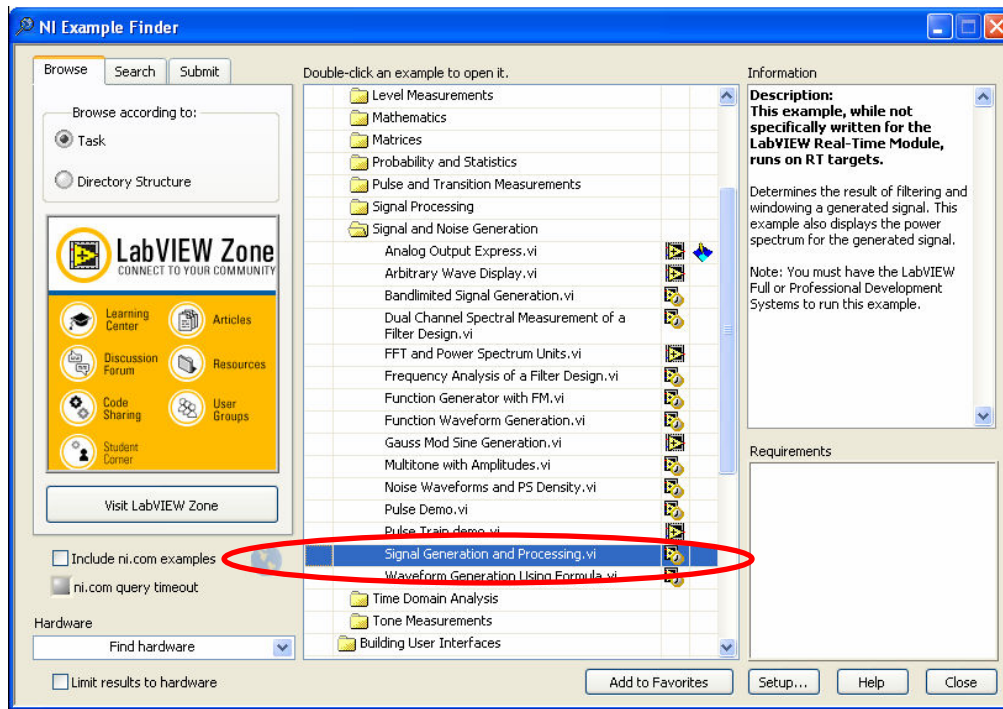 NI Example Finder
Browse
Search
Submit
Browse according to:
Task
Directory Structure
LabVIEW Zone
CONNECT TO YOUR COMMUNITY
Learning
Center
Articles
Discussion
Forum
Resources
Code
Sharing
User
Groups
Student
Corner
Visit LabVIEW Zone
Include ni.com examples
ni.com query timeout
Hardware
Find hardware
Limit results to hardware
Double-click an example to open it.
Level Measurements
Mathematics
Matrices
Probability and Statistics
Pulse and Transition Measurements
Signal Processing
Signal and Noise Generation
Analog Output Express.vi
Arbitrary Wave Display.vi
Bandlimited Signal Generation.vi
Dual Channel Spectral Measurement of a
Filter Design.vi
FFT and Power Spectrum Units.vi
Frequency Analysis of a Filter Design.vi
Function Generator with FM.vi
Function Waveform Generation.vi
Gauss Mod Sine Generation.vi
Multitone with Amplitudes.vi
Noise Waveforms and PS Density.vi
Pulse Demo.vi
Pulse Train demo.vi
Signal Generation and Processing.vi
Waveform Generation Using Formula.vi
Time Domain Analysis
Tone Measurements
Building User Interfaces
Information
Description:
This example, while not
specifically written for the
LabVIEW Real-Time Module,
runs on RT targets.
Determines the result of filtering and
windowing a generated signal. This
example also displays the power
spectrum for the generated signal.
Note: You must have the LabVIEW
Full or Professional Development
Systems to run this example.
Requirements
Add to Favorites
Setup...
Help
Close